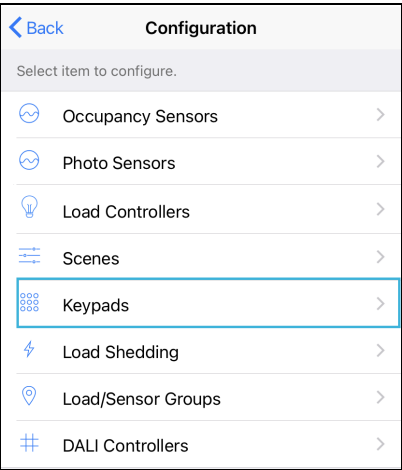 Back
Configuration
Select item to configure.
Occupancy Sensors
Photo Sensors
Load Controllers
Scenes
Keypads
Load Shedding
Load/Sensor Groups
DALI Controllers